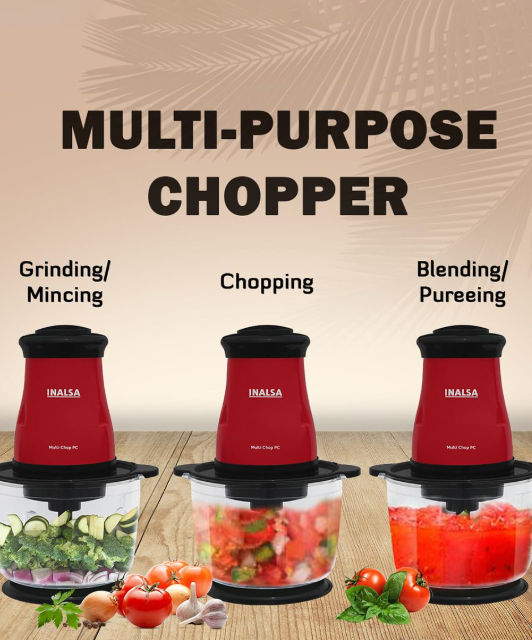 MULTI-PURPOSE
CHOPPER
Grinding/
Mincing
Chopping
Blending/
Pureeing
INALSA
INALSA
INALSA
Multi Chop PC
Multi Chop PC
Multi Chop PC